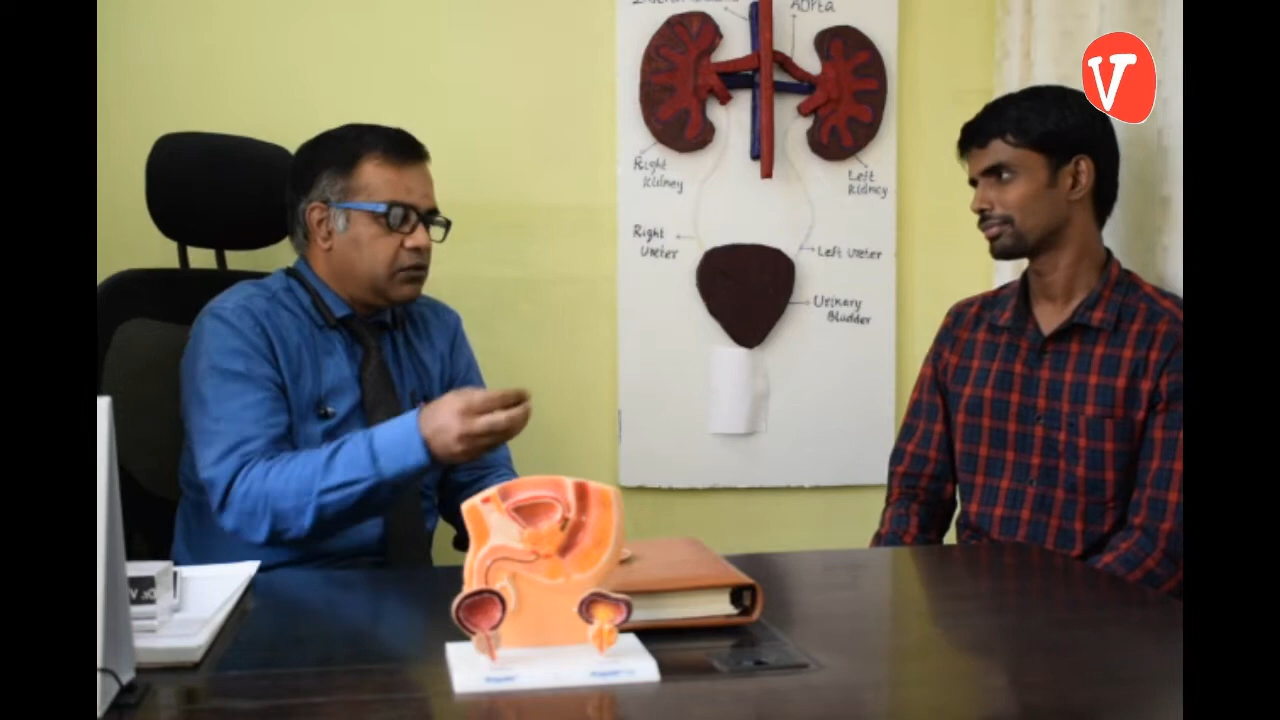 V
Aorta
Right
Kidney
Left
Kidney
Right
Ureter
Left Ureter
Urinary
Bladder